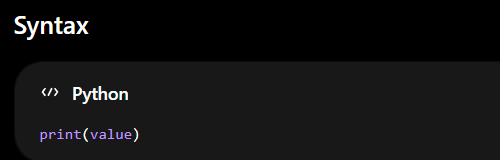 Syntax
</> Python
print(value)